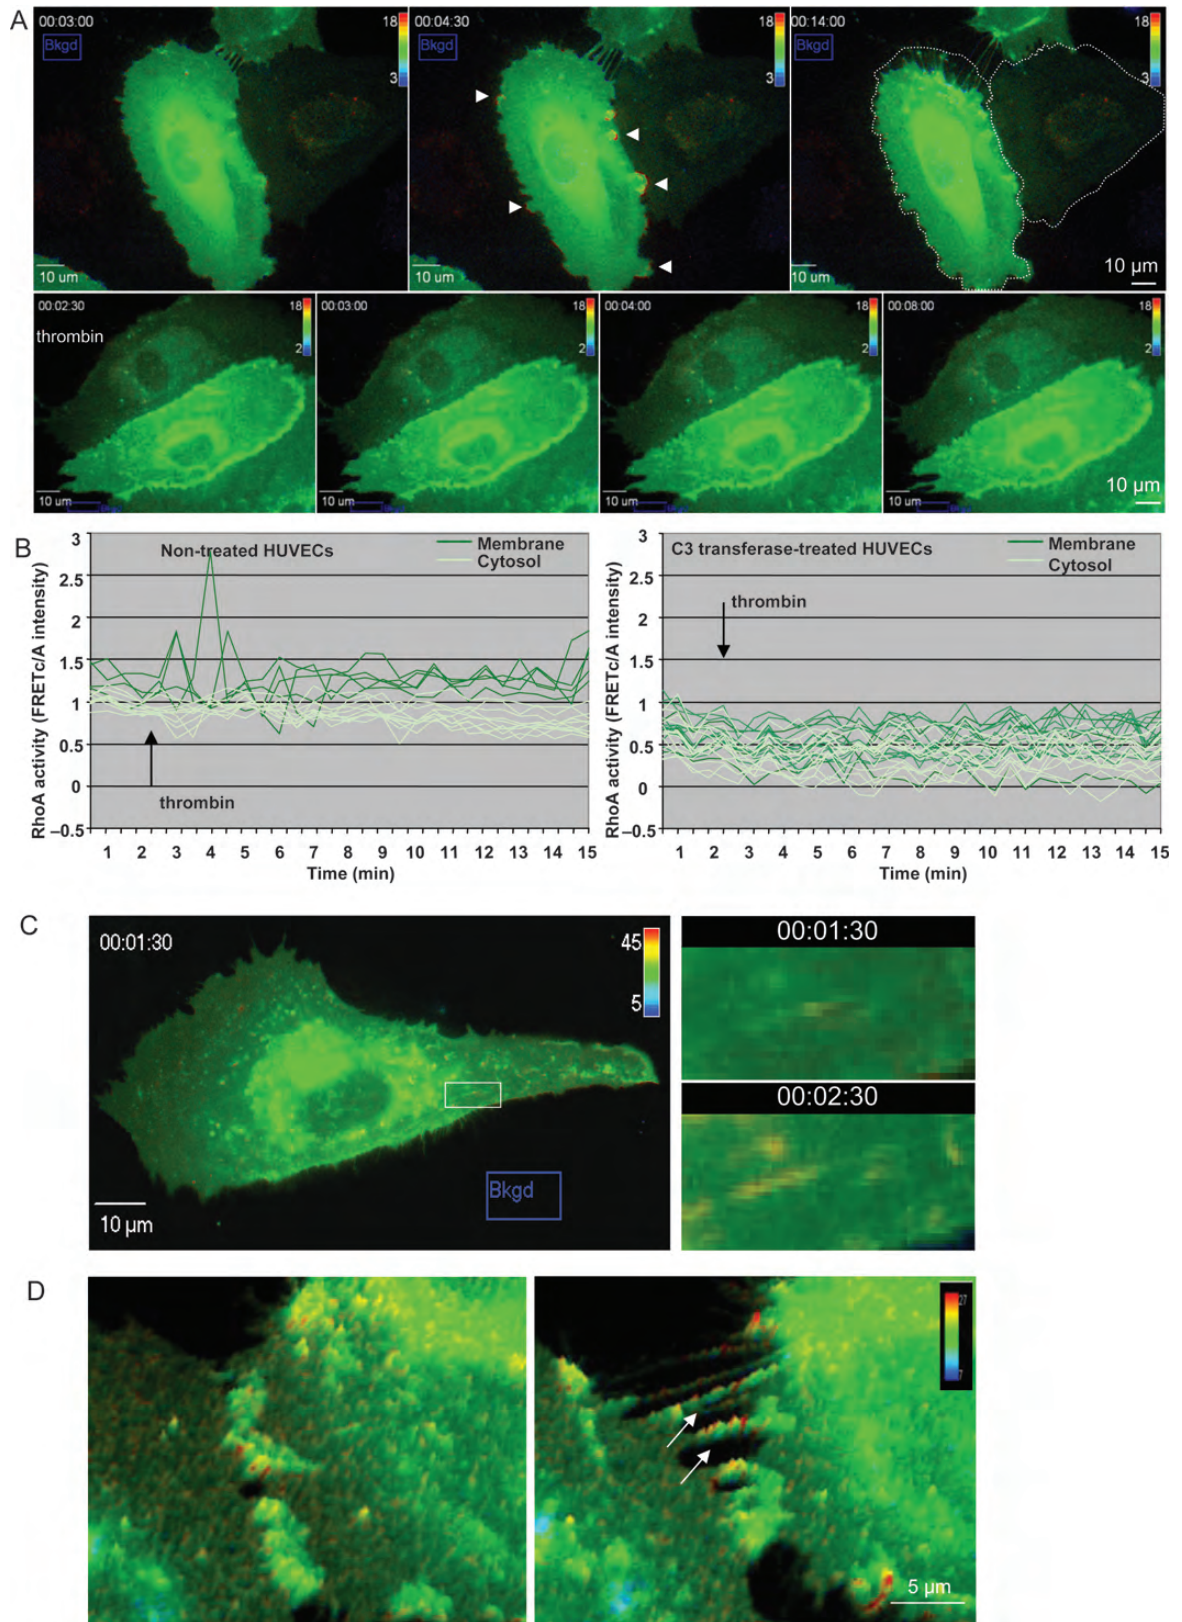 A
00:03:00
18
Bkgd
3
10 um
00:04:30
18
Bkgd
3
10 um
00:14:00
18
Bkgd
3
10 um
10 µm
00:02:30
18
thrombin
2
10 um
00:03:00
18
2
10 um
00:04:00
18
2
10 um
00:08:00
18
2
10 um
10 µm
B
RhoA activity (FRETc/A intensity)
3
2.5
2
1.5
1
0.5
0
–0.5
Non-treated HUVECs
Membrane
Cytosol
thrombin
1 2 3 4 5 6 7 8 9 10 11 12 13 14 15
Time (min)
RhoA activity (FRETc/A intensity)
3
2.5
2
1.5
1
0.5
0
–0.5
C3 transferase-treated HUVECs
Membrane
Cytosol
thrombin
1 2 3 4 5 6 7 8 9 10 11 12 13 14 15
Time (min)
C
00:01:30
45
5
Bkgd
10 µm
00:01:30
00:02:30
D
27
7
5 µm